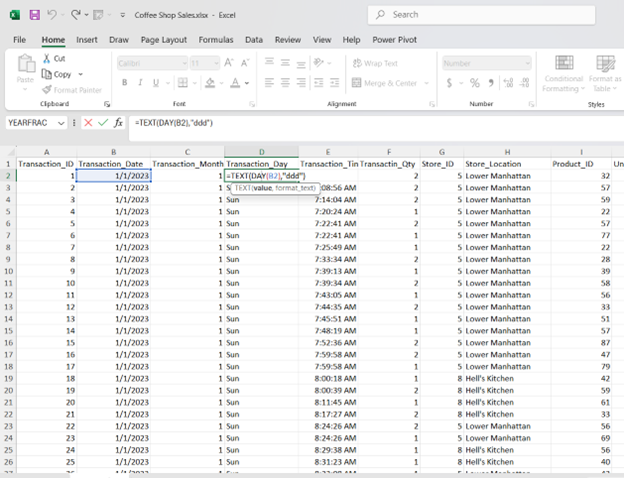 Coffee Shop Sales.xlsx - Excel
Search
File Home Insert Draw Page Layout Formulas Data Review View Help Power Pivot
Paste
Cut
Copy
Format Painter
Clipboard
Calibri 11 A^ A˅
B I U A
Font
Wrap Text
Merge & Center
Alignment
Number
$ % 9
Number
Conditional Formatting
Format as Table
Styles
YEARFRAC fx =TEXT(DAY(B2),"ddd")
A B C D E F G H I
1 Transaction_ID Transaction_Date Transaction_Month Transaction_Day Transaction_Tin Transactin_Qty Store_ID Store_Location Product_ID Un
2 1 1/1/2023 1 =TEXT(DAY(B2),"ddd") 2 5 Lower Manhattan 32
TEXT(value, format_text)
3 2 1/1/2023 1 S :08:56 AM 2 5 Lower Manhattan 57
4 3 1/1/2023 1 Sun 7:14:04 AM 2 5 Lower Manhattan 59
5 4 1/1/2023 1 Sun 7:20:24 AM 1 5 Lower Manhattan 22
6 5 1/1/2023 1 Sun 7:22:41 AM 2 5 Lower Manhattan 57
7 6 1/1/2023 1 Sun 7:22:41 AM 1 5 Lower Manhattan 77
8 7 1/1/2023 1 Sun 7:25:49 AM 1 5 Lower Manhattan 22
9 8 1/1/2023 1 Sun 7:33:34 AM 2 5 Lower Manhattan 28
10 9 1/1/2023 1 Sun 7:39:13 AM 1 5 Lower Manhattan 39
11 10 1/1/2023 1 Sun 7:39:34 AM 2 5 Lower Manhattan 58
12 11 1/1/2023 1 Sun 7:43:05 AM 1 5 Lower Manhattan 56
13 12 1/1/2023 1 Sun 7:44:35 AM 2 5 Lower Manhattan 33
14 13 1/1/2023 1 Sun 7:45:51 AM 1 5 Lower Manhattan 51
15 14 1/1/2023 1 Sun 7:48:19 AM 1 5 Lower Manhattan 57
16 15 1/1/2023 1 Sun 7:52:36 AM 2 5 Lower Manhattan 87
17 16 1/1/2023 1 Sun 7:59:58 AM 2 5 Lower Manhattan 47
18 17 1/1/2023 1 Sun 7:59:58 AM 1 5 Lower Manhattan 79
19 18 1/1/2023 1 Sun 8:00:18 AM 1 8 Hell's Kitchen 42
20 19 1/1/2023 1 Sun 8:00:39 AM 2 8 Hell's Kitchen 59
21 20 1/1/2023 1 Sun 8:11:45 AM 1 8 Hell's Kitchen 61
22 21 1/1/2023 1 Sun 8:17:27 AM 2 8 Hell's Kitchen 33
23 22 1/1/2023 1 Sun 8:24:26 AM 2 5 Lower Manhattan 56
24 23 1/1/2023 1 Sun 8:24:26 AM 1 5 Lower Manhattan 69
25 24 1/1/2023 1 Sun 8:29:38 AM 1 8 Hell's Kitchen 56
26 25 1/1/2023 1 Sun 8:31:23 AM 1 8 Hell's Kitchen 40